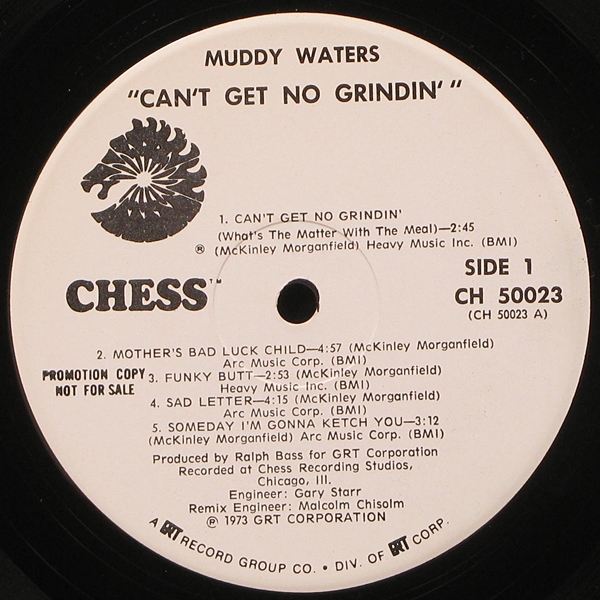 MUDDY WATERS
"CAN'T GET NO GRINDIN' "
1. CAN'T GET NO GRINDIN'
(What's The Matter With The Meal)—2:45
℗ (McKinley Morganfield) Heavy Music Inc. (BMI)
CHESS™
SIDE 1
CH 50023
(CH 50023 A)
2. MOTHER'S BAD LUCK CHILD—4:57 (McKinley Morganfield)
Arc Music Corp. (BMI)
PROMOTION COPY
NOT FOR SALE
3. FUNKY BUTT—2:53 (McKinley Morganfield)
Heavy Music Inc. (BMI)
4. SAD LETTER—4:15 (McKinley Morganfield)
Arc Music Corp. (BMI)
5. SOMEDAY I'M GONNA KETCH YOU—3:12
(McKinley Morganfield) Arc Music Corp. (BMI)
Produced by Ralph Bass for GRT Corporation
Recorded at Chess Recording Studios,
Chicago, Ill.
Engineer: Gary Starr
Remix Engineer: Malcolm Chisolm
℗ 1973 GRT CORPORATION
A GRT RECORD GROUP CO. • DIV. OF GRT CORP.